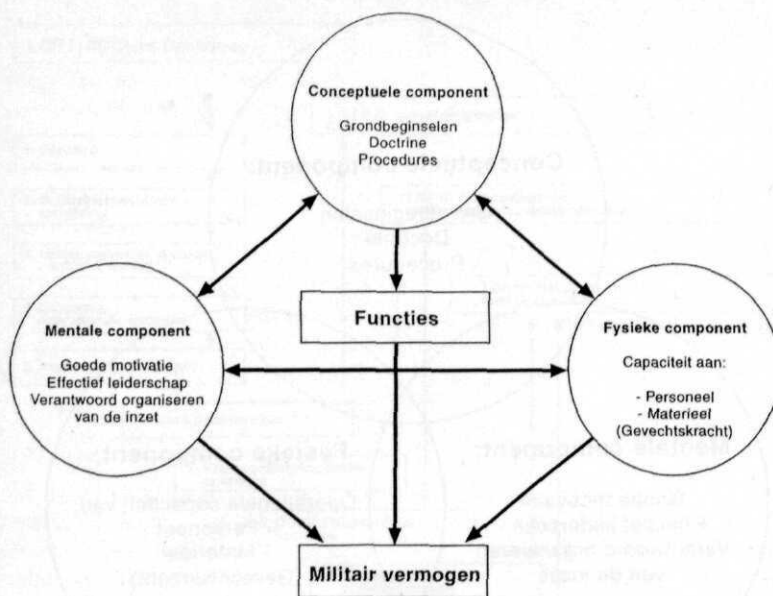 Conceptuele component
Grondbeginselen
Doctrine
Procedures
Functies
Mentale component
Goede motivatie
Effectief leiderschap
Verantwoord organiseren
van de inzet
Fysieke component
Capaciteit aan:
- Personeel
- Materieel
(Gevechtskracht)
Militair vermogen